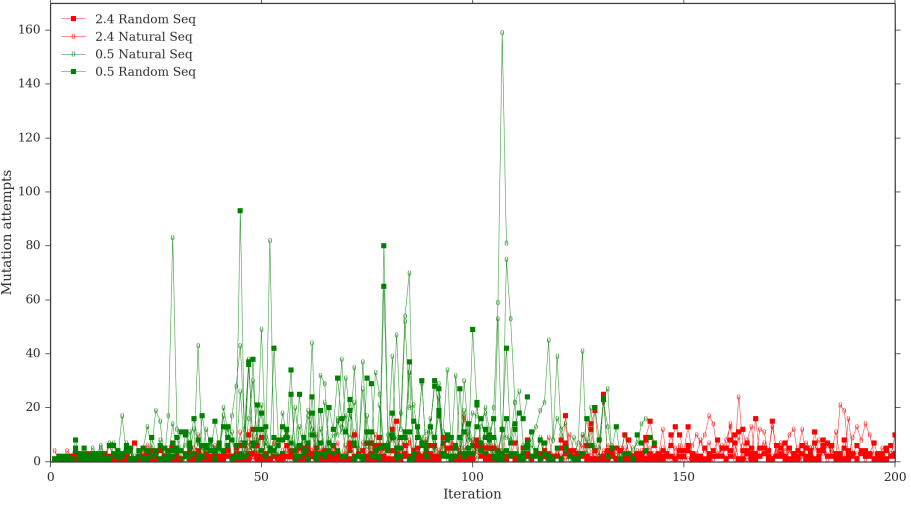 2.4 Random Seq
2.4 Natural Seq
0.5 Natural Seq
0.5 Random Seq
160
140
120
100
80
60
40
20
0
Mutation attempts
0 50 100 150 200
Iteration